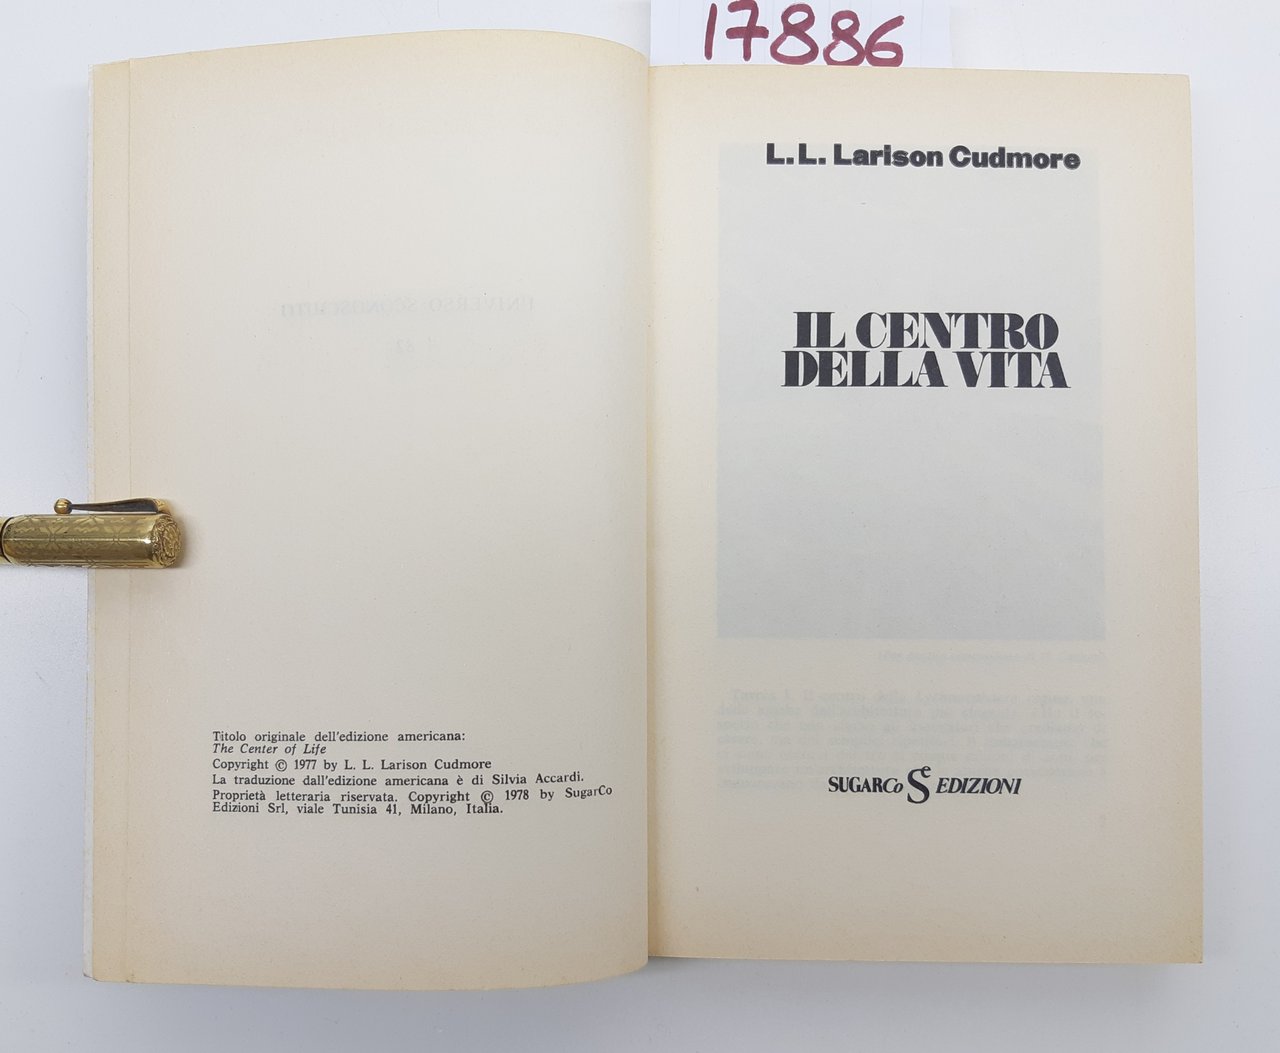 17886
UNIVERSO SCONOSCIUTO
Titolo originale dell'edizione americana:
The Center of Life
Copyright © 1977 by L. L. Larison Cudmore
La traduzione dall'edizione americana è di Silvia Accardi.
Proprietà letteraria riservata. Copyright © 1978 by SugarCo
Edizioni Srl, viale Tunisia 41, Milano, Italia.
L. L. Larison Cudmore
IL CENTRO
DELLA VITA
SUGARCO EDIZIONI